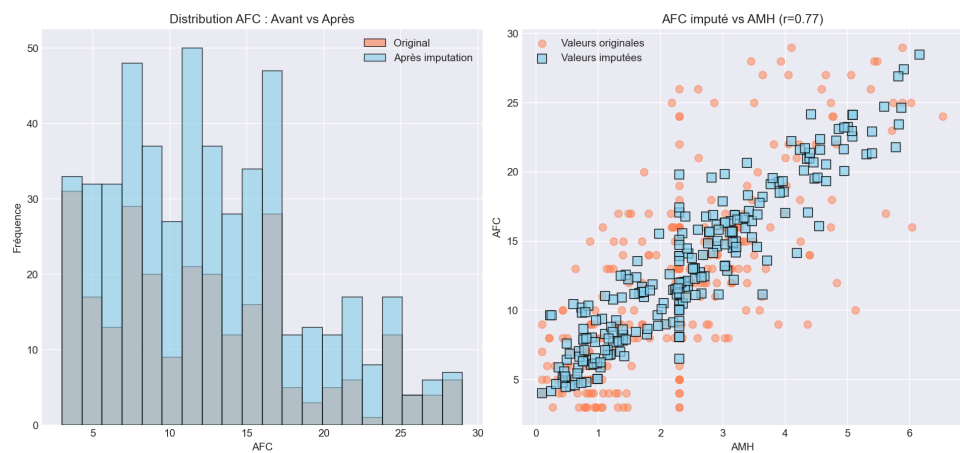 Distribution AFC : Avant vs Après
Original
Après imputation
Fréquence
50
40
30
20
10
0
5
10
15
20
25
30
AFC
AFC imputé vs AMH (r=0.77)
Valeurs originales
Valeurs imputées
AFC
30
25
20
15
10
5
0
1
2
3
4
5
6
AMH